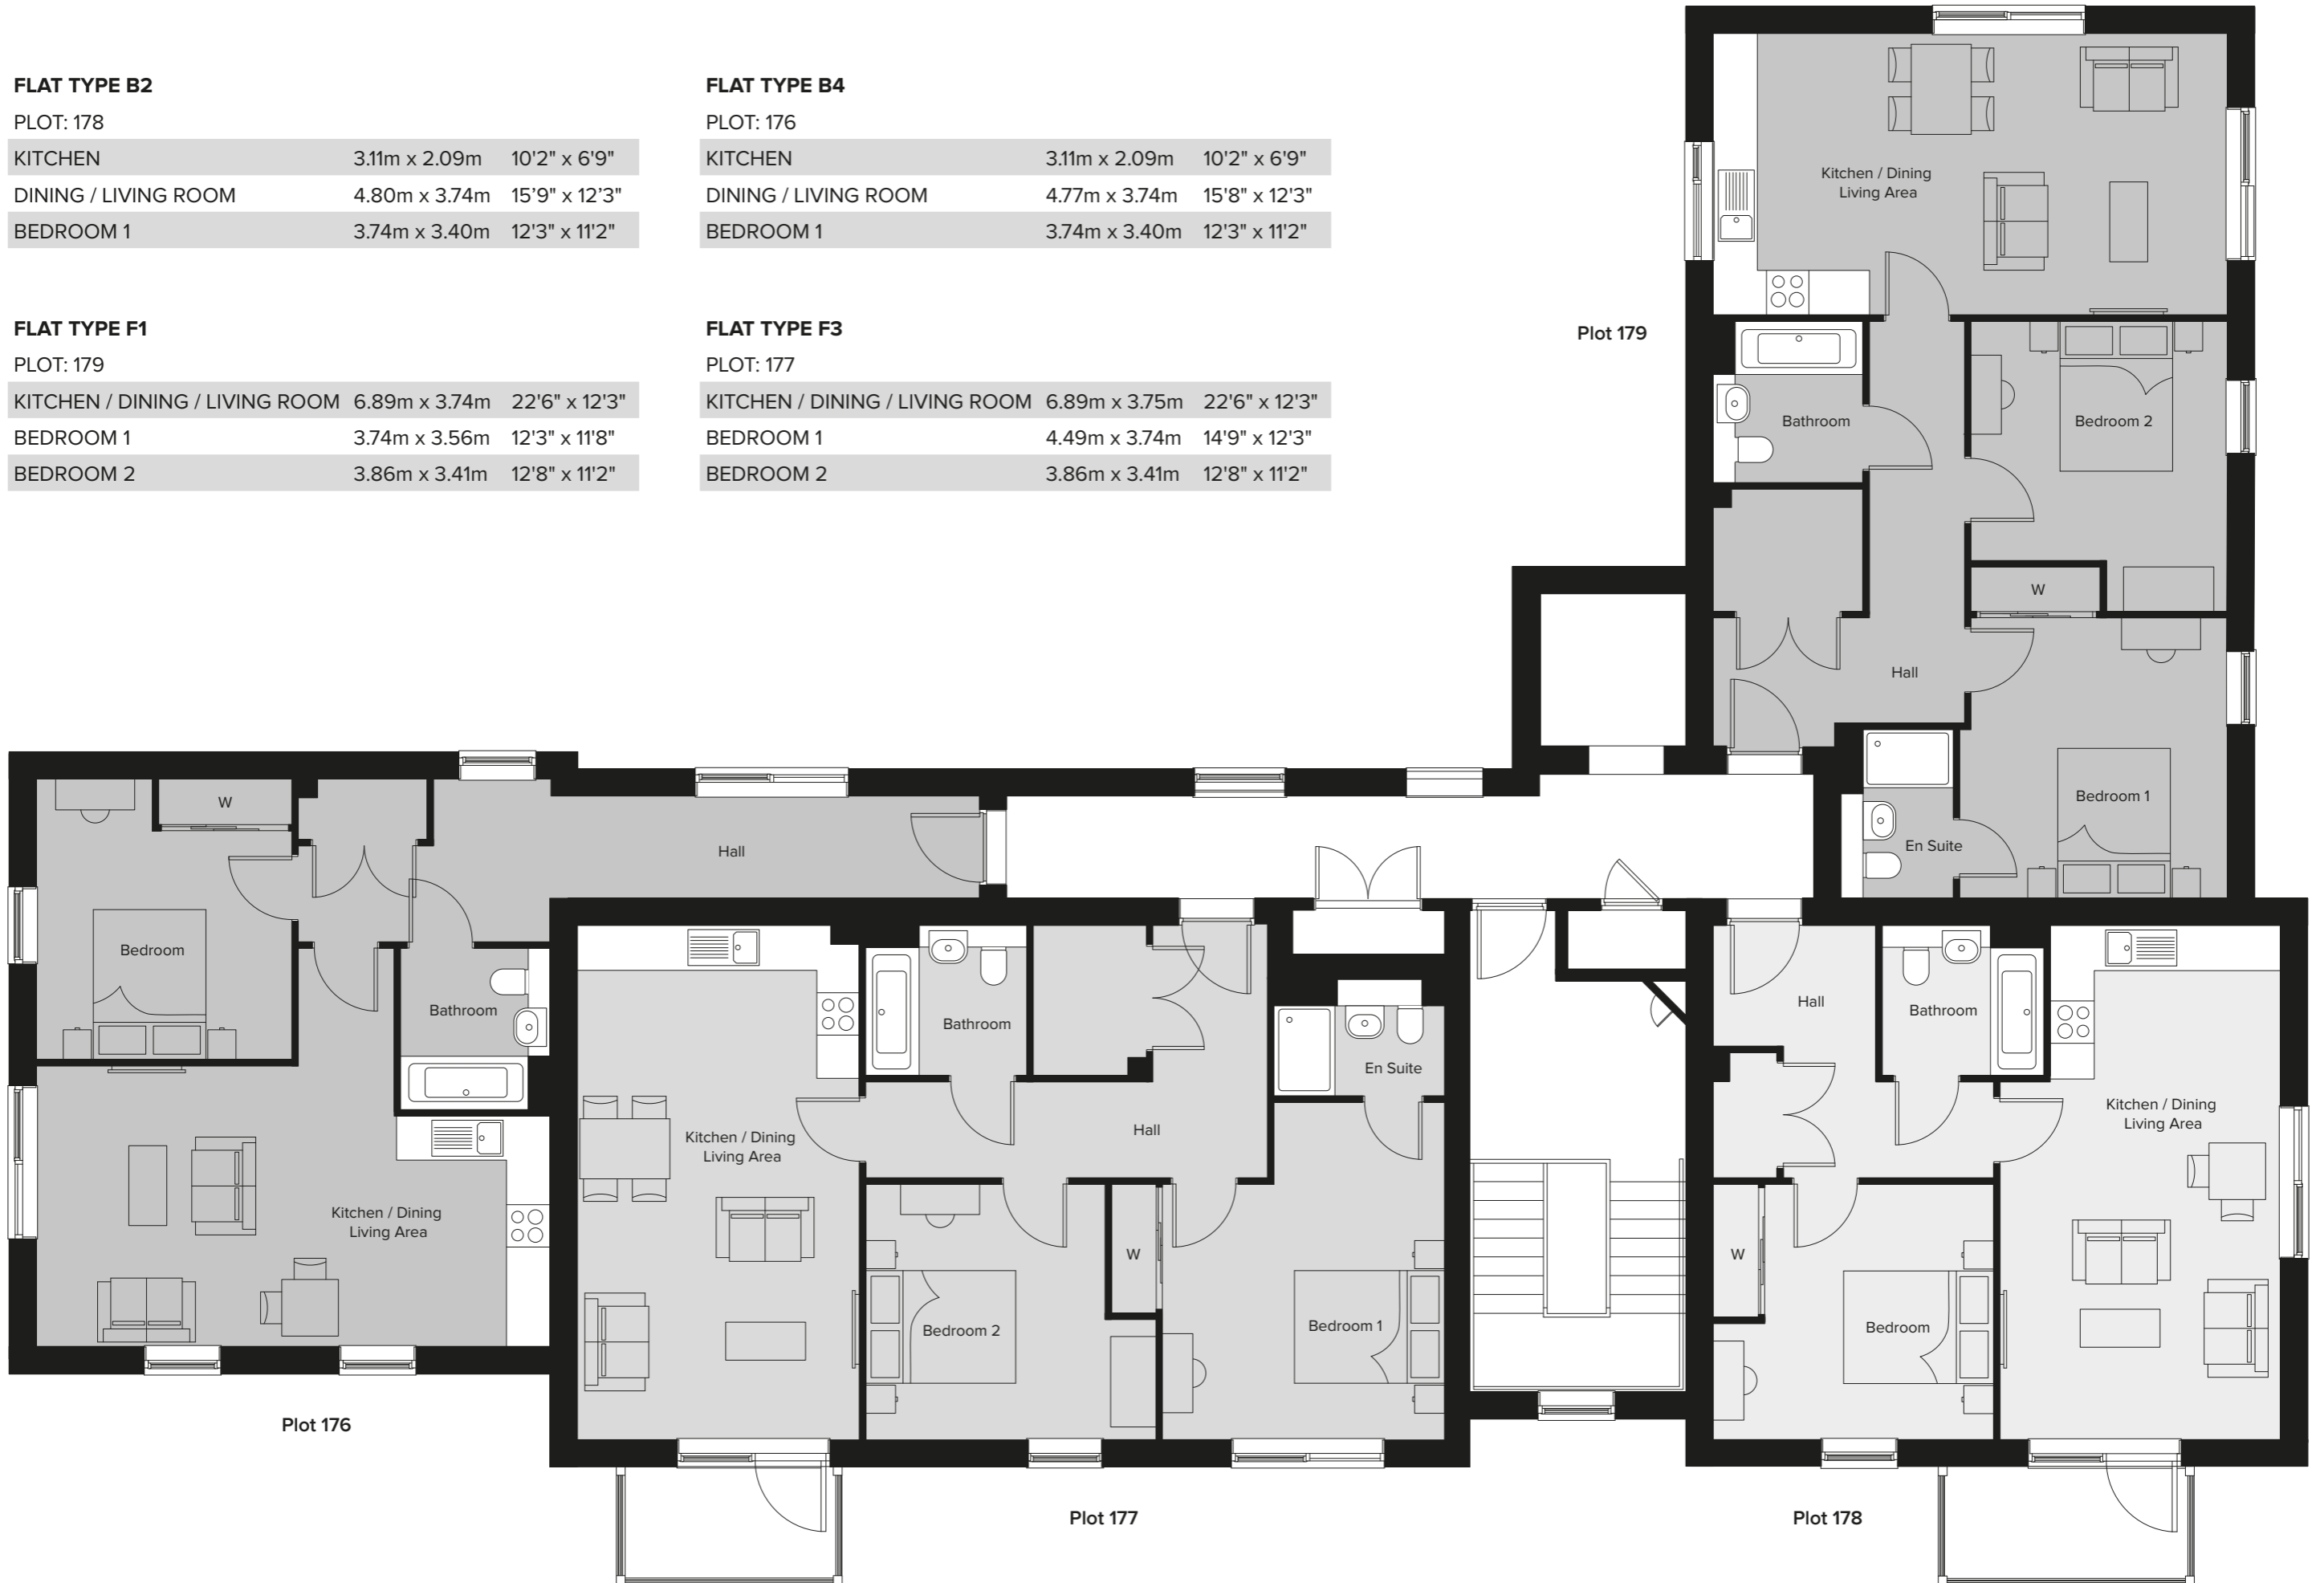 FLAT TYPE B2
PLOT: 178
KITCHEN 3.11m x 2.09m 10'2" x 6'9"
DINING / LIVING ROOM 4.80m x 3.74m 15’9" x 12’3"
BEDROOM 1 3.74m x 3.40m 12'3" x 11'2"
FLAT TYPE B4
PLOT: 176
KITCHEN 3.11m x 2.09m 10'2" x 6'9"
DINING / LIVING ROOM 4.77m x 3.74m 15'8" x 12'3"
BEDROOM 1 3.74m x 3.40m 12'3" x 11'2"
FLAT TYPE F1
PLOT: 179
KITCHEN / DINING / LIVING ROOM 6.89m x 3.74m 22'6" x 12'3"
BEDROOM 1 3.74m x 3.56m 12'3" x 11'8"
BEDROOM 2 3.86m x 3.41m 12'8" x 11'2"
FLAT TYPE F3
PLOT: 177
KITCHEN / DINING / LIVING ROOM 6.89m x 3.75m 22'6" x 12'3"
BEDROOM 1 4.49m x 3.74m 14'9" x 12'3"
BEDROOM 2 3.86m x 3.41m 12'8" x 11'2"
Plot 179
Kitchen / Dining
Living Area
Bathroom
Bedroom 2
W
Hall
Bedroom 1
En Suite
W
Hall
Bedroom
Bathroom
Kitchen / Dining
Living Area
Plot 176
Bathroom
En Suite
Kitchen / Dining
Living Area
Hall
W
Bedroom 2
Bedroom 1
Plot 177
Hall
Bathroom
Kitchen / Dining
Living Area
W
Bedroom
Plot 178